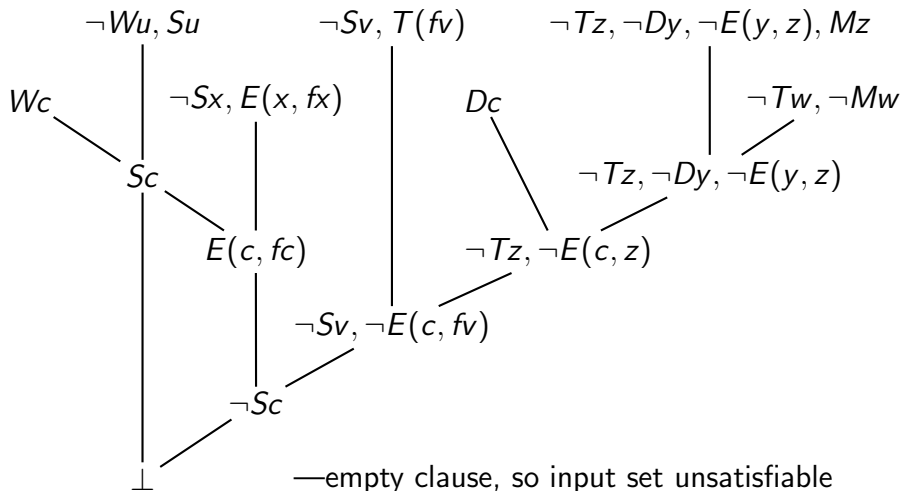 ¬Wu, Su ¬Sv, T(fv) ¬Tz, ¬Dy, ¬E(y, z), Mz
Wc ¬Sx, E(x, fx) Dc ¬Tw, ¬Mw
Sc ¬Tz, ¬Dy, ¬E(y, z)
E(c, fc) ¬Tz, ¬E(c, z)
¬Sv, ¬E(c, fv)
¬Sc
⊥ —empty clause, so input set unsatisfiable